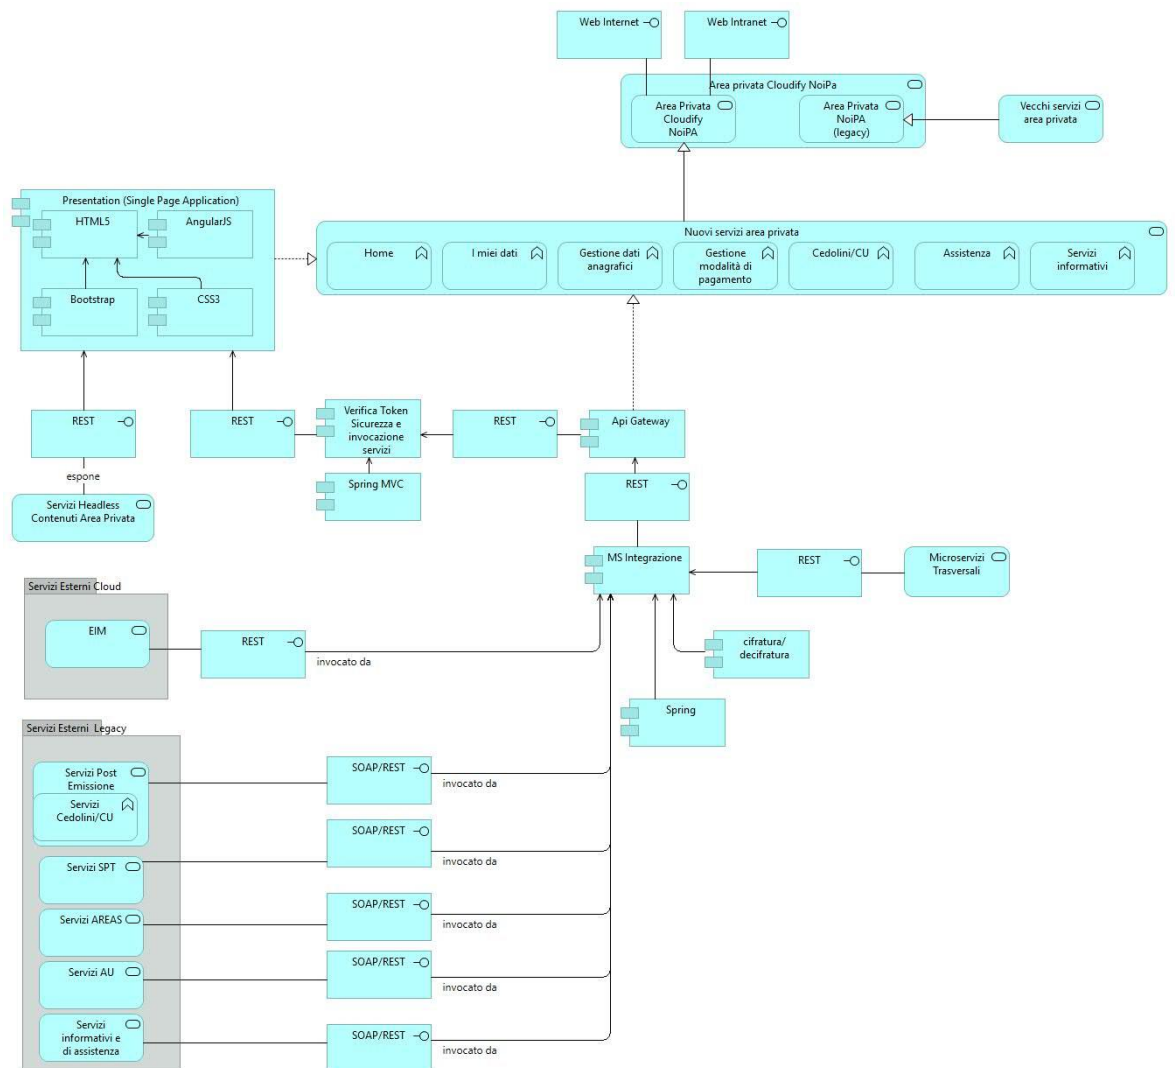 Web Internet
Web Intranet
Area privata Cloudify NoiPa
Area Privata
Cloudify
NoiPA
Area Privata
NoiPA
(legacy)
Vecchi servizi
area privata
Presentation (Single Page Application)
HTML5
AngularJS
Bootstrap
CSS3
Nuovi servizi area privata
Home
I miei dati
Gestione dati
anagrafici
Gestione
modalità di
pagamento
Cedolini/CU
Assistenza
Servizi
informativi
REST
espone
Servizi Headless
Contenuti Area Privata
REST
Verifica Token
Sicurezza e
invocazione
servizi
Spring MVC
REST
Api Gateway
REST
MS Integrazione
REST
Microservizi
Trasversali
Servizi Esterni Cloud
EIM
REST
invocato da
cifratura/
decifratura
Spring
Servizi Esterni Legacy
Servizi Post
Emissione
Servizi
Cedolini/CU
SOAP/REST
invocato da
Servizi SPT
SOAP/REST
invocato da
Servizi AREAS
SOAP/REST
invocato da
Servizi AU
SOAP/REST
invocato da
Servizi
informativi e
di assistenza
SOAP/REST
invocato da